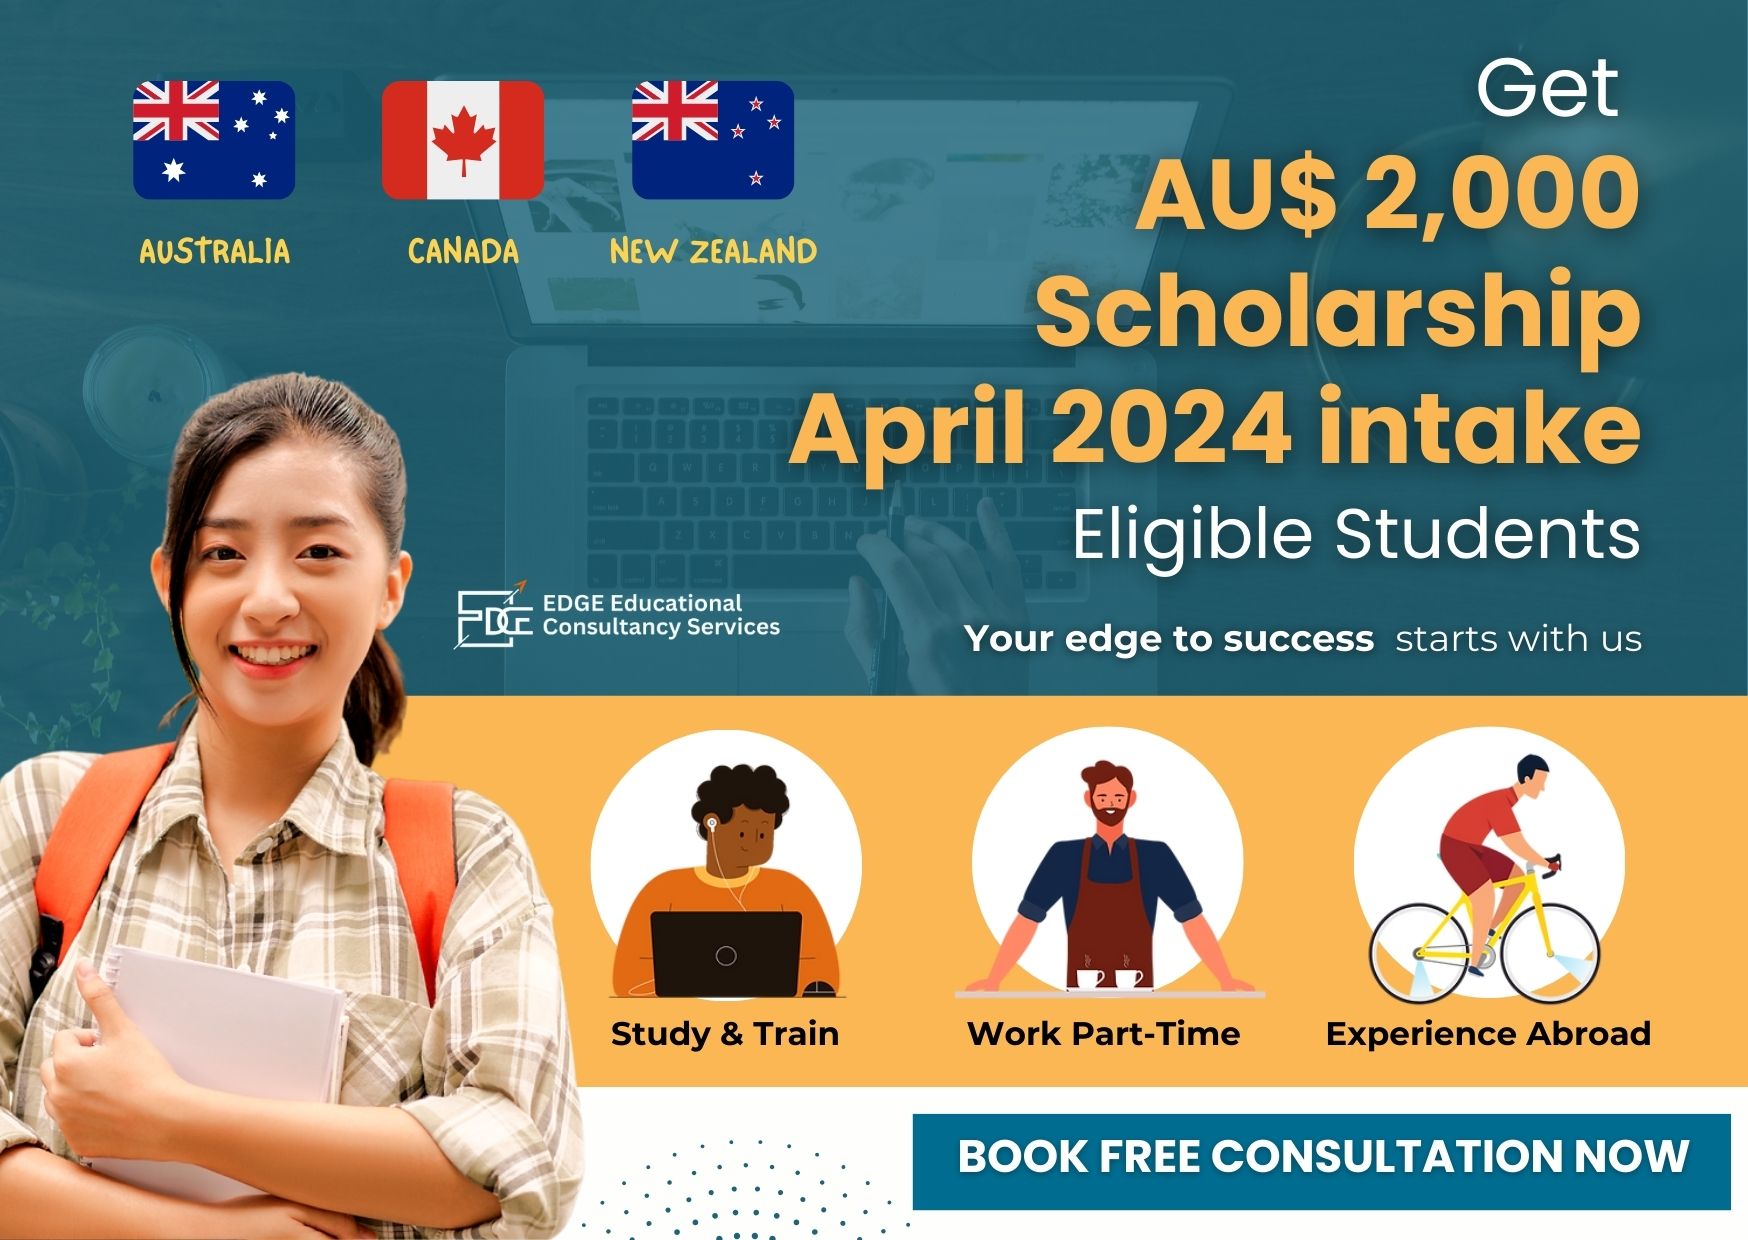 AUSTRALIA
CANADA
NEW ZEALAND
Get
AU$ 2,000
Scholarship
April 2024 intake
Eligible Students
EDGE
EDGE Educational
Consultancy Services
Your edge to success starts with us
Study & Train
Work Part-Time
Experience Abroad
BOOK FREE CONSULTATION NOW